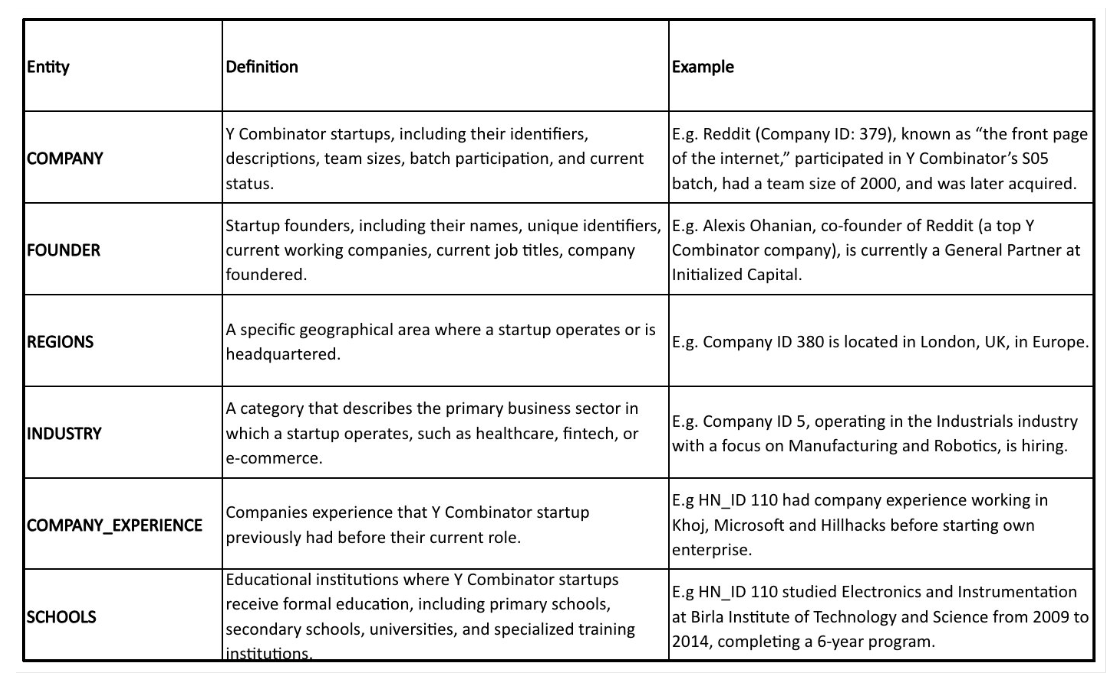 Entity
Definition
Example
COMPANY
Y Combinator startups, including their identifiers,
descriptions, team sizes, batch participation, and current
status.
E.g. Reddit (Company ID: 379), known as “the front page
of the internet,” participated in Y Combinator’s S05
batch, had a team size of 2000, and was later acquired.
FOUNDER
Startup founders, including their names, unique identifiers,
current working companies, current job titles, company
foundered.
E.g. Alexis Ohanian, co-founder of Reddit (a top Y
Combinator company), is currently a General Partner at
Initialized Capital.
REGIONS
A specific geographical area where a startup operates or is
headquartered.
E.g. Company ID 380 is located in London, UK, in Europe.
INDUSTRY
A category that describes the primary business sector in
which a startup operates, such as healthcare, fintech, or
e-commerce.
E.g. Company ID 5, operating in the Industrials industry
with a focus on Manufacturing and Robotics, is hiring.
COMPANY_EXPERIENCE
Companies experience that Y Combinator startup
previously had before their current role.
E.g HN_ID 110 had company experience working in
Khoj, Microsoft and Hillhacks before starting own
enterprise.
SCHOOLS
Educational institutions where Y Combinator startups
receive formal education, including primary schools,
secondary schools, universities, and specialized training
institutions.
E.g HN_ID 110 studied Electronics and Instrumentation
at Birla Institute of Technology and Science from 2009 to
2014, completing a 6-year program.